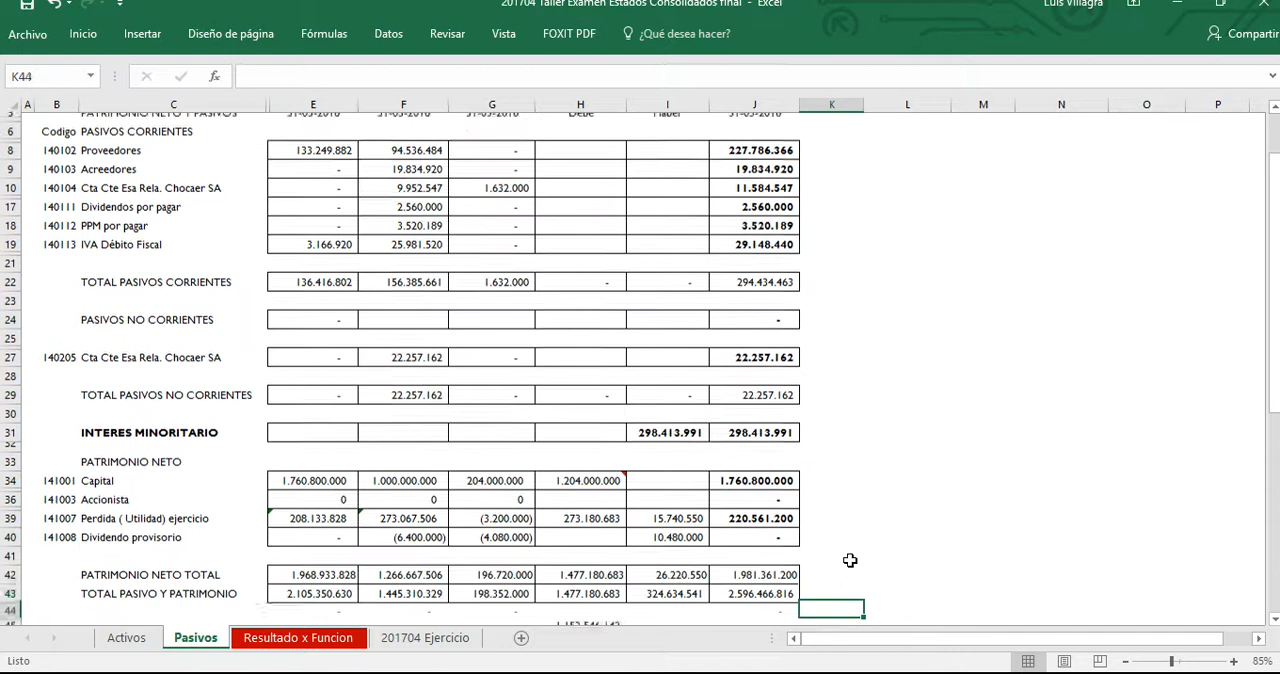 201704 Taller Examen Estados Consolidados final - Excel Luis Villagra
Archivo Inicio Insertar Diseño de página Fórmulas Datos Revisar Vista FOXIT PDF ¿Qué desea hacer? Compartir
K44 fx
A B C E F G H I J K L M N O P
5 PATRIMONIO NETO Y PASIVOS Debe Haber
6 Codigo PASIVOS CORRIENTES
8 140102 Proveedores 133.249.882 94.536.484 - 227.786.366
9 140103 Acreedores - 19.834.920 - 19.834.920
10 140104 Cta Cte Esa Rela. Chocaer SA - 9.952.547 1.632.000 11.584.547
17 140111 Dividendos por pagar - 2.560.000 - 2.560.000
18 140112 PPM por pagar - 3.520.189 - 3.520.189
19 140113 IVA Débito Fiscal 3.166.920 25.981.520 - 29.148.440
21
22 TOTAL PASIVOS CORRIENTES 136.416.802 156.385.661 1.632.000 - - 294.434.463
23
24 PASIVOS NO CORRIENTES - -
25
27 140205 Cta Cte Esa Rela. Chocaer SA - 22.257.162 - 22.257.162
28
29 TOTAL PASIVOS NO CORRIENTES - 22.257.162 - - - 22.257.162
30
31 INTERES MINORITARIO 298.413.991 298.413.991
32
33 PATRIMONIO NETO
34 141001 Capital 1.760.800.000 1.000.000.000 204.000.000 1.204.000.000 1.760.800.000
36 141003 Accionista 0 0 0 -
39 141007 Perdida ( Utilidad) ejercicio 208.133.828 273.067.506 (3.200.000) 273.180.683 15.740.550 220.561.200
40 141008 Dividendo provisorio - (6.400.000) (4.080.000) 10.480.000 -
41
42 PATRIMONIO NETO TOTAL 1.968.933.828 1.266.667.506 196.720.000 1.477.180.683 26.220.550 1.981.361.200
43 TOTAL PASIVO Y PATRIMONIO 2.105.350.630 1.445.310.329 198.352.000 1.477.180.683 324.634.541 2.596.466.816
44 - - - -
Activos Pasivos Resultado x Funcion 201704 Ejercicio
Listo 85%